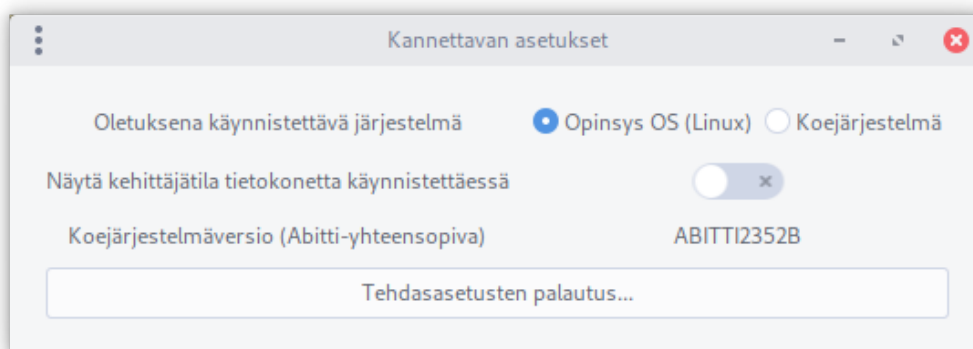 Kannettavan asetukset
Oletuksena käynnistettävä järjestelmä Opinsys OS (Linux) Koejärjestelmä
Näytä kehittäjätila tietokonetta käynnistettäessä
Koejärjestelmäversio (Abitti-yhteensopiva) ABITTI2352B
Tehdasasetusten palautus...